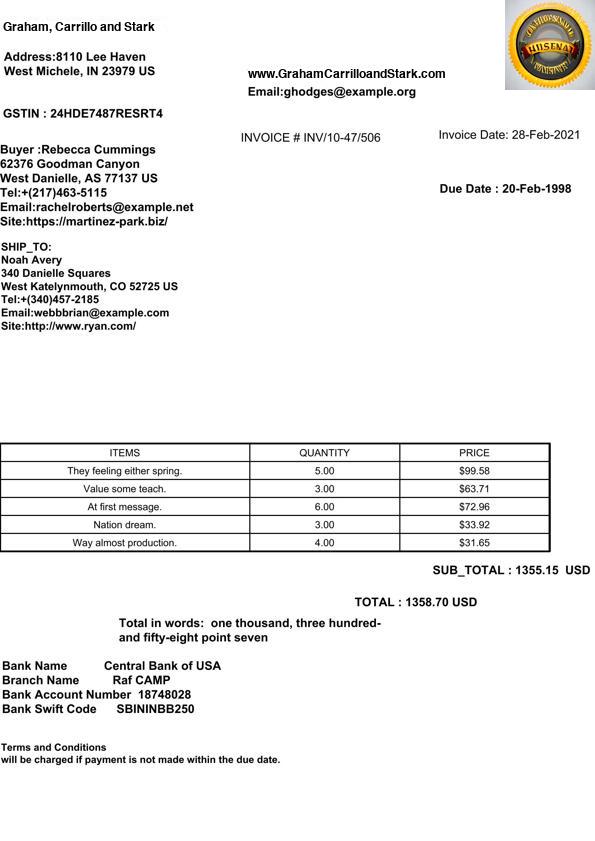 Graham, Carrillo and Stark
Address:8110 Lee Haven
West Michele, IN 23979 US
www.GrahamCarrilloandStark.com
Email:ghodges@example.org
GSTIN : 24HDE7487RESRT4
INVOICE # INV/10-47/506
Invoice Date: 28-Feb-2021
Due Date : 20-Feb-1998
Buyer :Rebecca Cummings
62376 Goodman Canyon
West Danielle, AS 77137 US
Tel:+(217)463-5115
Email:rachelroberts@example.net
Site:https://martinez-park.biz/
SHIP_TO:
Noah Avery
340 Danielle Squares
West Katelynmouth, CO 52725 US
Tel:+(340)457-2185
Email:webbbrian@example.com
Site:http://www.ryan.com/
ITEMS QUANTITY PRICE
They feeling either spring. 5.00 $99.58
Value some teach. 3.00 $63.71
At first message. 6.00 $72.96
Nation dream. 3.00 $33.92
Way almost production. 4.00 $31.65
SUB_TOTAL : 1355.15 USD
TOTAL : 1358.70 USD
Total in words: one thousand, three hundred-
and fifty-eight point seven
Bank Name Central Bank of USA
Branch Name Raf CAMP
Bank Account Number 18748028
Bank Swift Code SBININBB250
Terms and Conditions
will be charged if payment is not made within the due date.